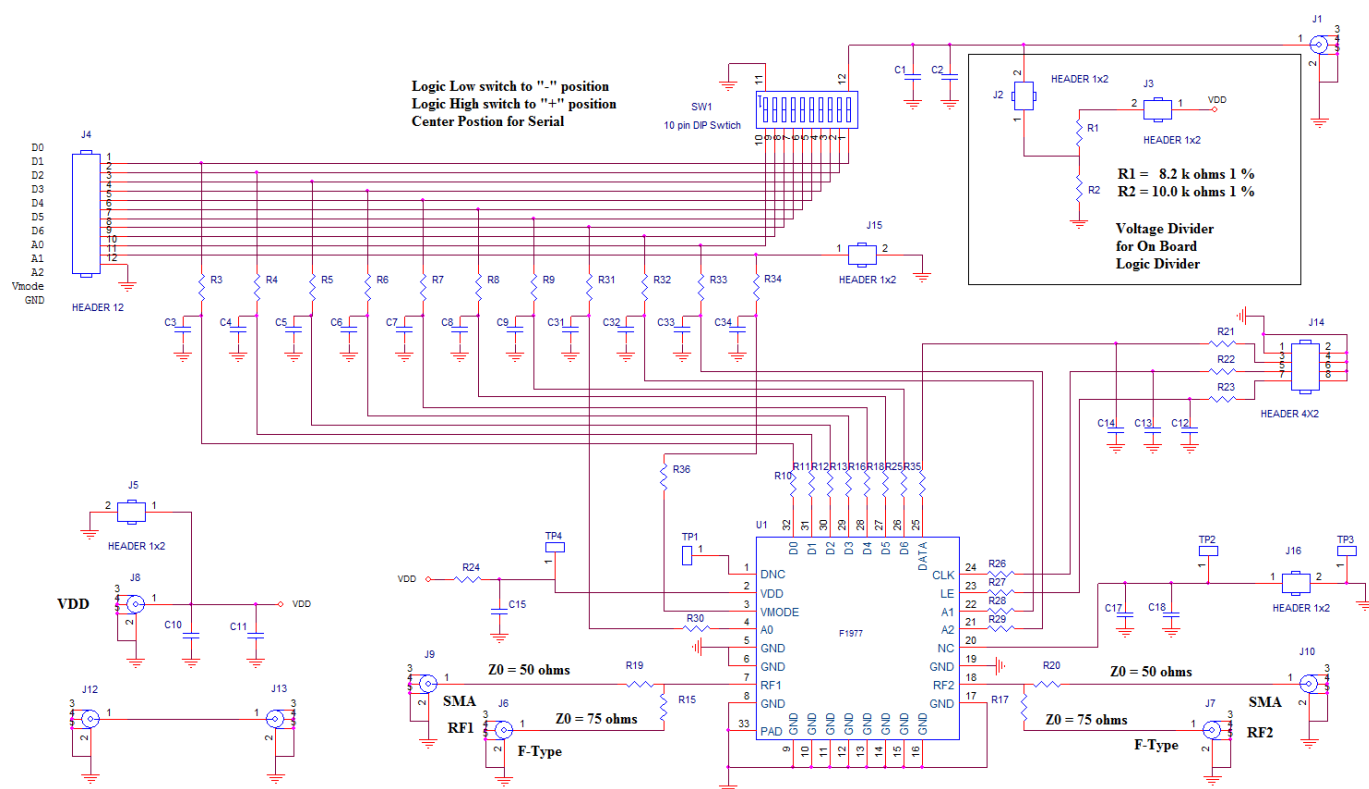 J1
1
3
4
5
2
Logic Low switch to "-" position
Logic High switch to "+" position
Center Postion for Serial
11
12
SW1
10 pin DIP Swtich
10 9 8 7 6 5 4 3 2 1
C1
C2
2
J2
1
HEADER 1x2
J3
2
1
VDD
HEADER 1x2
R1
R2
R1 = 8.2 k ohms 1 %
R2 = 10.0 k ohms 1 %
Voltage Divider
for On Board
Logic Divider
J4
D0
D1
D2
D3
D4
D5
D6
A0
A1
A2
Vmode
GND
1
2
3
4
5
6
7
8
9
10
11
12
HEADER 12
J15
1
2
HEADER 1x2
R3
R4
R5
R6
R7
R8
R9
R31
R32
R33
R34
C3
C4
C5
C6
C7
C8
C9
C31
C32
C33
C34
R21
R22
R23
J14
1
2
3
4
5
6
7
8
HEADER 4X2
C14
C13
C12
R36
R10
R11
R12
R13
R16
R18
R25
R35
J5
2
1
HEADER 1x2
VDD
J8
3
4
5
1
2
VDD
C10
C11
VDD
R24
TP4
1
C15
TP1
1
U1
32
31
30
29
28
27
26
25
D0
D1
D2
D3
D4
D5
D6
DATA
1
DNC
2
VDD
3
VMODE
4
A0
5
GND
6
GND
7
RF1
8
GND
33
PAD
F1977
CLK
24
LE
23
A1
22
A2
21
NC
20
GND
19
RF2
18
GND
17
GND
GND
GND
GND
GND
GND
GND
GND
9
10
11
12
13
14
15
16
R26
R27
R28
R29
R30
C17
C18
TP2
1
J16
1
2
HEADER 1x2
TP3
1
J9
3
4
5
1
2
Z0 = 50 ohms
R19
SMA
RF1
J6
3
4
5
1
2
Z0 = 75 ohms
R15
F-Type
R20
Z0 = 50 ohms
J10
1
3
4
5
2
SMA
R17
Z0 = 75 ohms
J7
1
3
4
5
2
RF2
F-Type
J12
3
4
5
1
2
J13
1
3
4
5
2